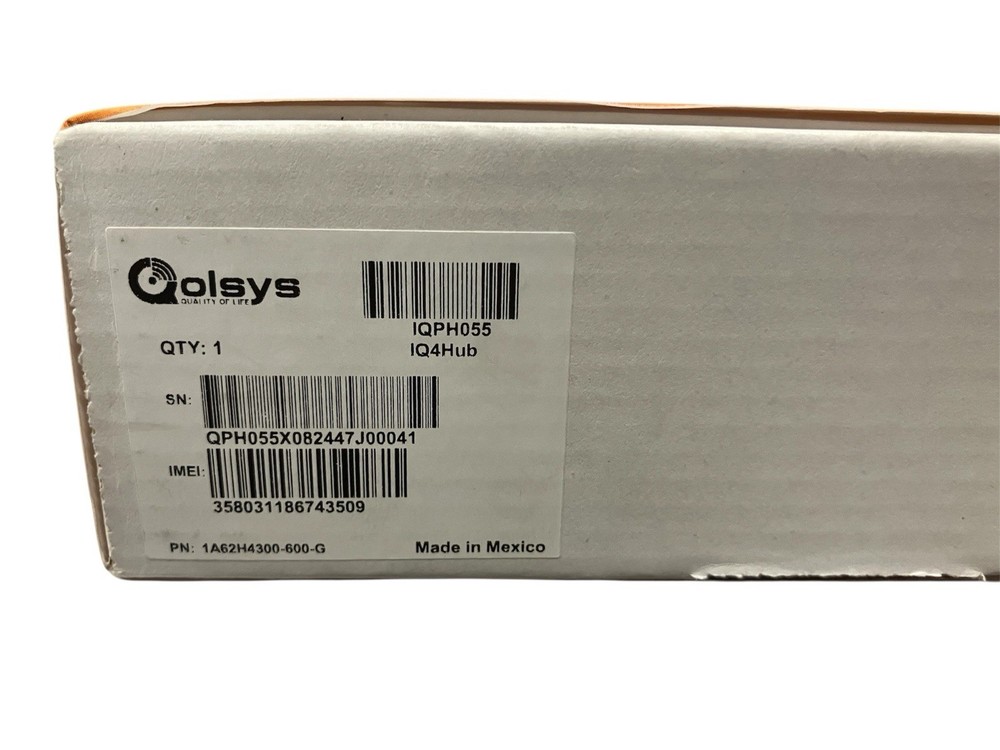 Qolsys
QUALITY OF LIFE
IQPH055
QTY: 1
IQ4Hub
SN:
QPH055X082447J00041
IMEI:
358031186743509
PN: 1A62H4300-600-G
Made in Mexico